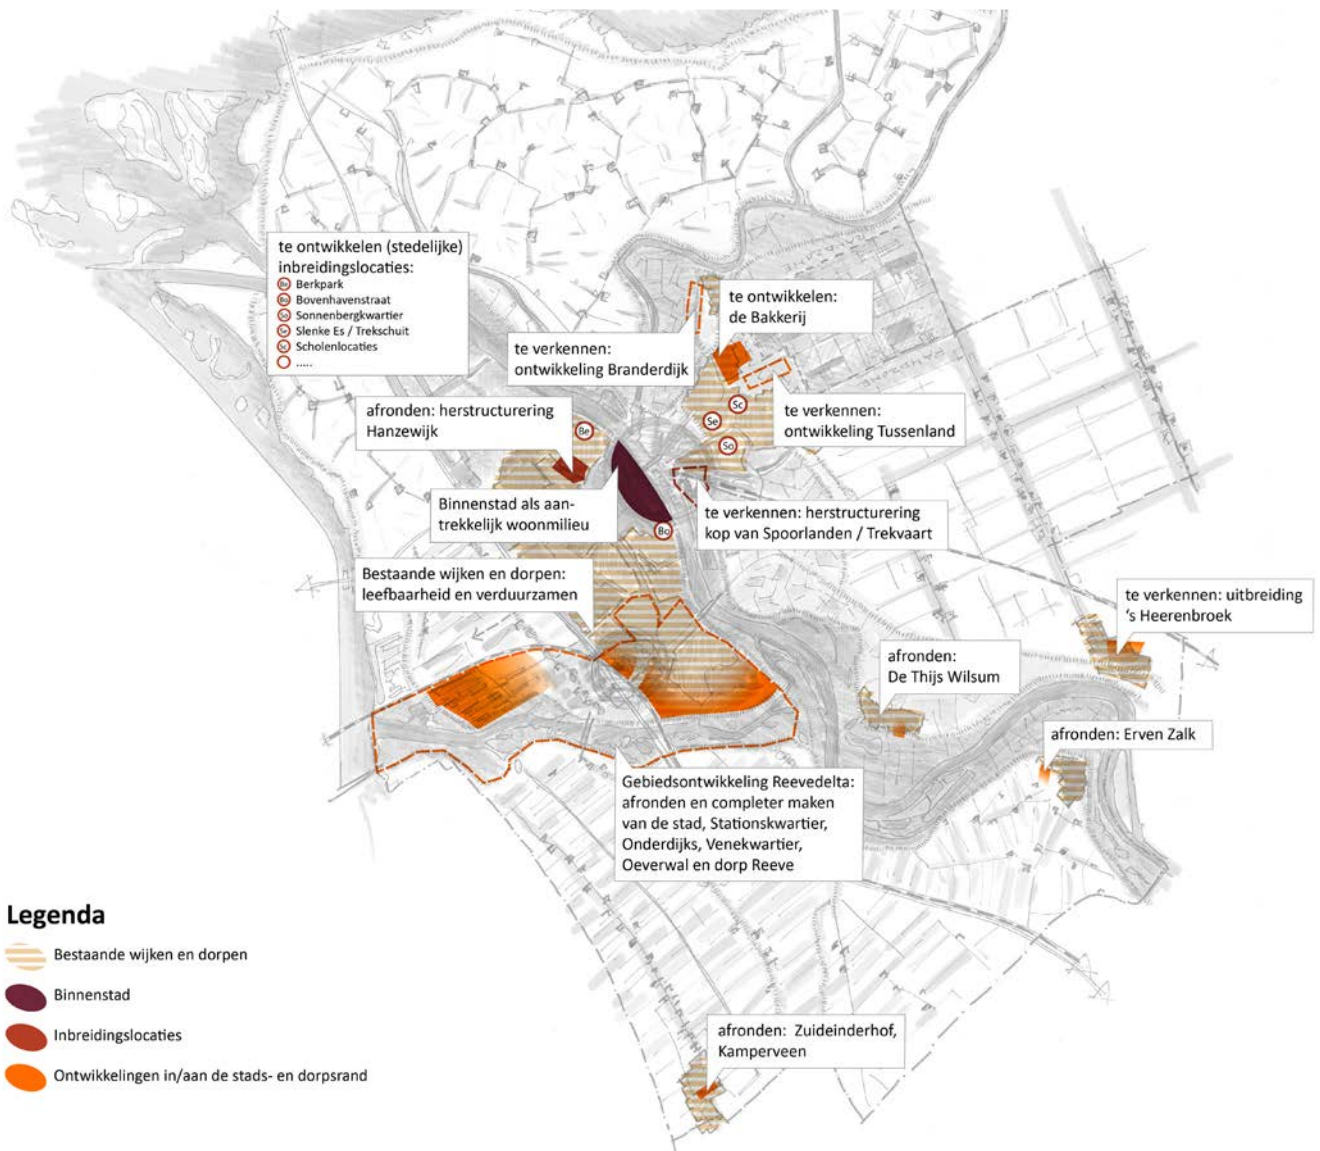 te ontwikkelen (stedelijke)
inbreidingslocaties:
Be Berkpark
Bo Bovenhavenstraat
So Sonnenbergkwartier
Se Slenke Es / Trekschuit
Sc Scholenlocaties
.....
te ontwikkelen:
de Bakkerij
te verkennen:
ontwikkeling Branderdijk
afronden: herstructurering
Hanzewijk
te verkennen:
ontwikkeling Tussenland
Be
Sc
Se
So
Binnenstad als aan-
trekkelijk woonmilieu
te verkennen: herstructurering
kop van Spoorlanden / Trekvaart
Bo
Bestaande wijken en dorpen:
leefbaarheid en verduurzamen
te verkennen: uitbreiding
‘s Heerenbroek
afronden:
De Thijs Wilsum
afronden: Erven Zalk
Gebiedsontwikkeling Reevedelta:
afronden en completer maken
van de stad, Stationskwartier,
Onderdijks, Venekwartier,
Oeverwal en dorp Reeve
afronden: Zuideinderhof,
Kamperveen
Legenda
Bestaande wijken en dorpen
Binnenstad
Inbreidingslocaties
Ontwikkelingen in/aan de stads- en dorpsrand